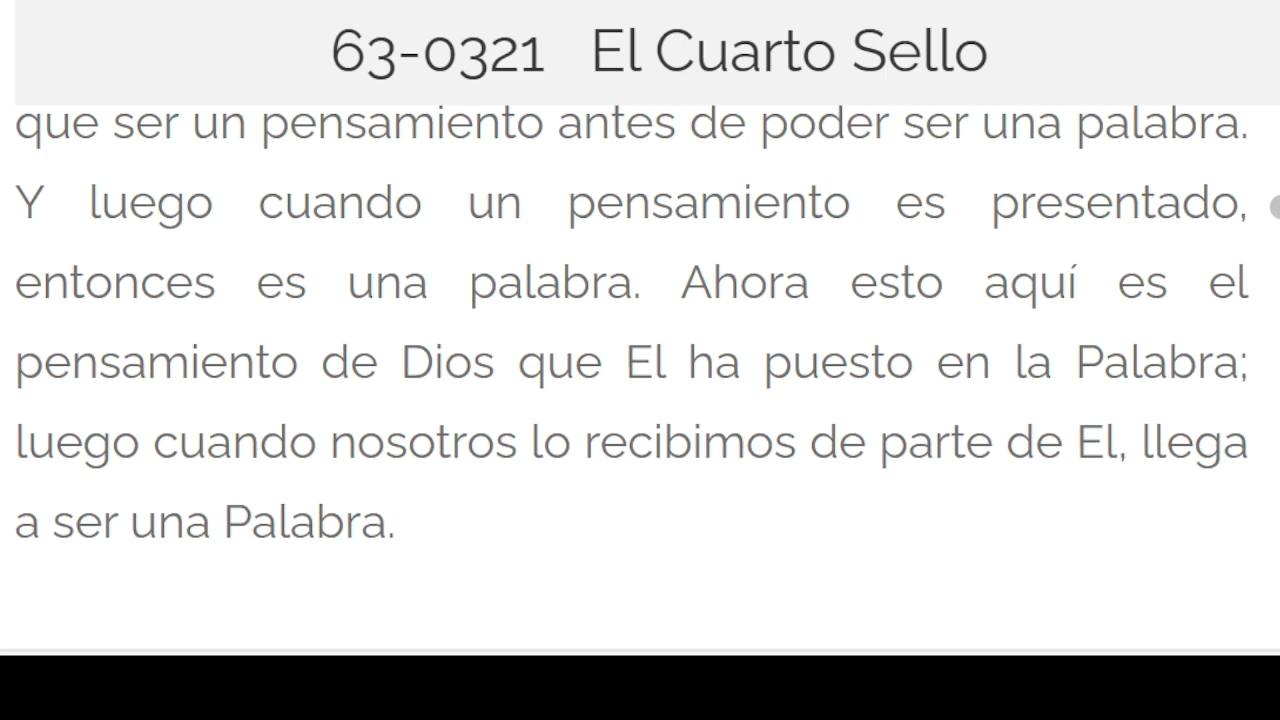 63-0321 El Cuarto Sello
que ser un pensamiento antes de poder ser una palabra.
Y luego cuando un pensamiento es presentado,
entonces es una palabra. Ahora esto aquí es el
pensamiento de Dios que El ha puesto en la Palabra;
luego cuando nosotros lo recibimos de parte de El, llega
a ser una Palabra.